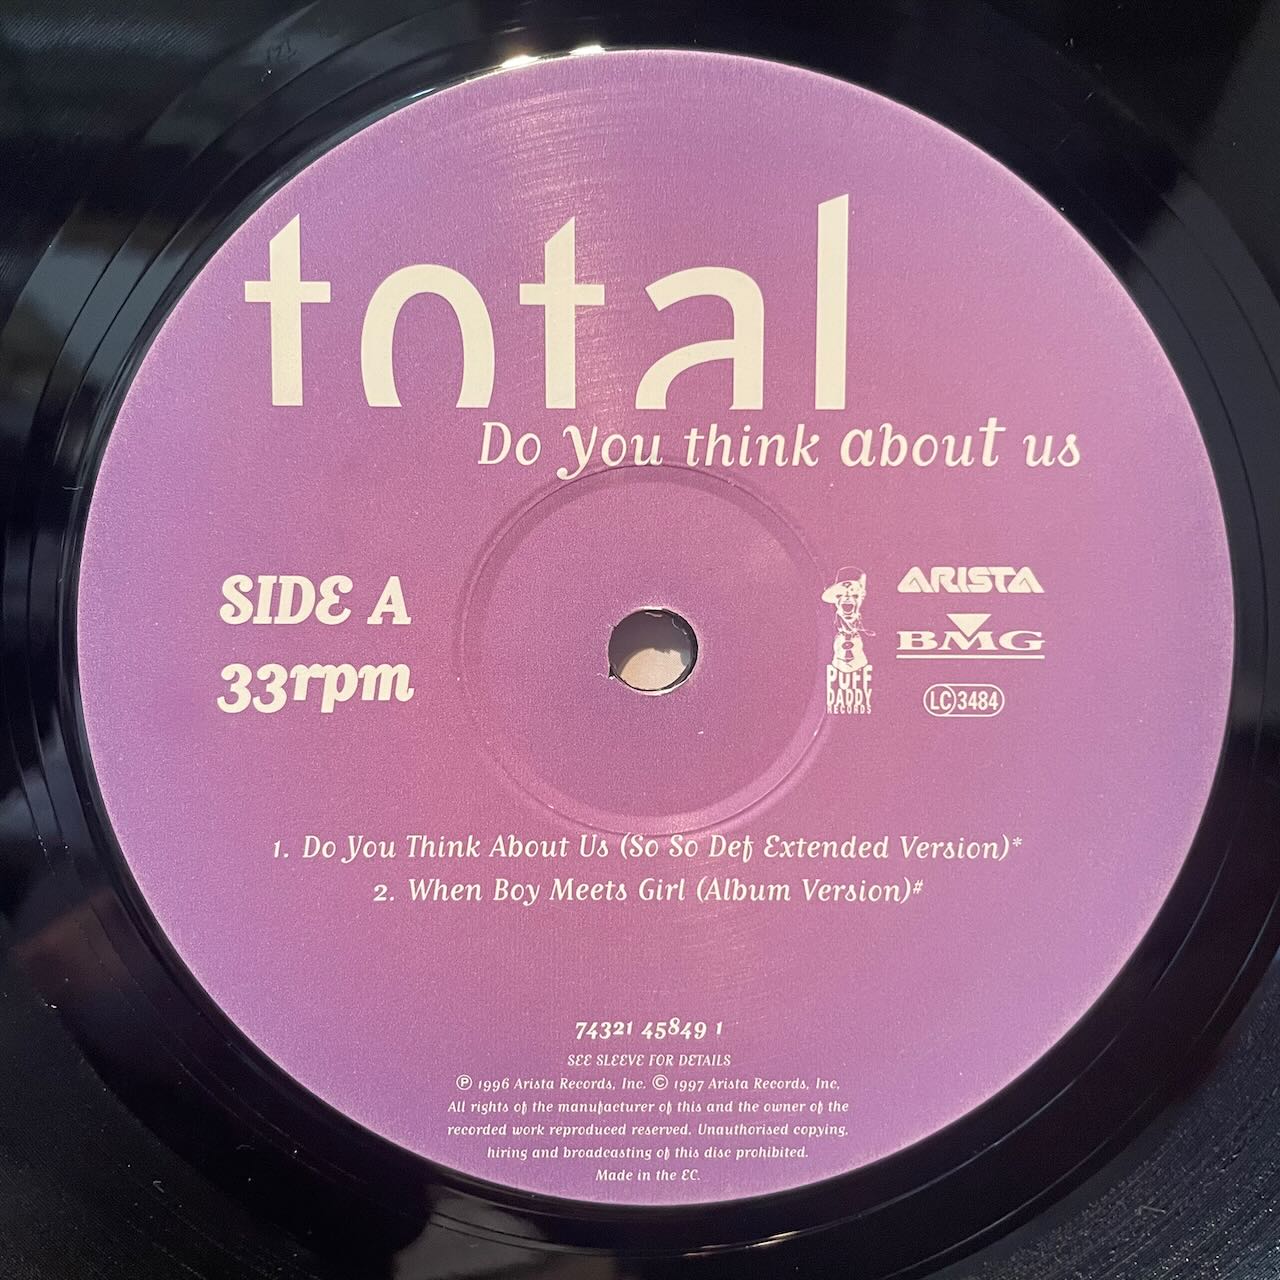 total
Do you think about us
SIDE A
33rpm
PUFF
DADDY
RECORDS
ARISTA
BMG
LC 3484
1. Do You Think About Us (So So Def Extended Version)*
2. When Boy Meets Girl (Album Version)#
74321 45849 1
SEE SLEEVE FOR DETAILS
℗ 1996 Arista Records, Inc. © 1997 Arista Records, Inc.
All rights of the manufacturer of this and the owner of the
recorded work reproduced reserved. Unauthorised copying,
hiring and broadcasting of this disc prohibited.
Made in the EC.